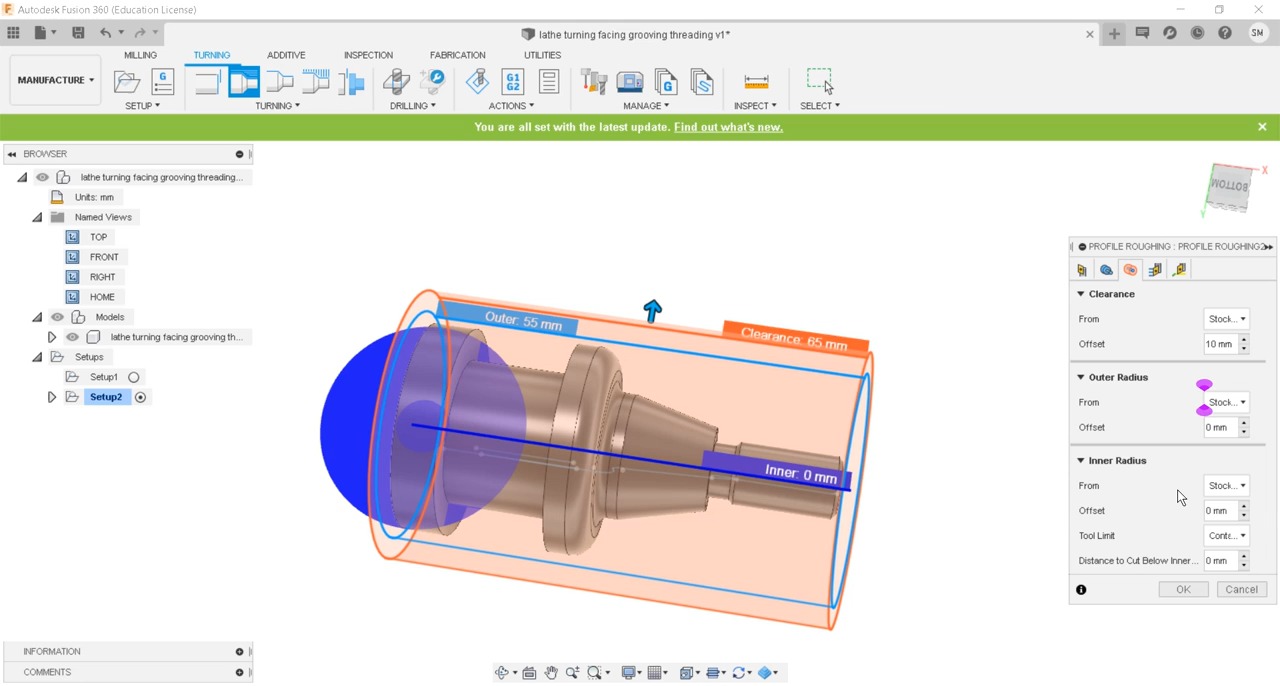 Autodesk Fusion 360 (Education License)
lathe turning facing grooving threading v1*
SM
MANUFACTURE
MILLING TURNING ADDITIVE INSPECTION FABRICATION UTILITIES
G
G1 G2
G
SETUP TURNING DRILLING ACTIONS MANAGE INSPECT SELECT
You are all set with the latest update. Find out what's new.
BROWSER
lathe turning facing grooving threading...
Units: mm
Named Views
TOP
FRONT
RIGHT
HOME
Models
lathe turning facing grooving th...
Setups
Setup1
Setup2
Outer: 55 mm
Clearance: 65 mm
Inner: 0 mm
BOTTOM
X
Y
PROFILE ROUGHING : PROFILE ROUGHING2
Clearance
From Stock...
Offset 10 mm
Outer Radius
From Stock...
Offset 0 mm
Inner Radius
From Stock...
Offset 0 mm
Tool Limit Conta...
Distance to Cut Below Inner... 0 mm
OK Cancel
INFORMATION
COMMENTS